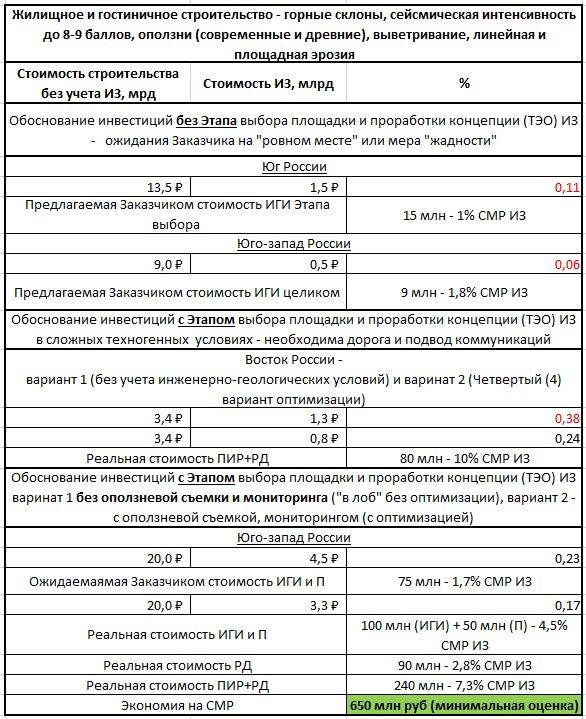 Жилищное и гостиничное строительство - горные склоны, сейсмическая интенсивность
до 8-9 баллов, оползни (современные и древние), выветривание, линейная и
площадная эрозия
Стоимость строительства
без учета ИЗ, мрд
Стоимость ИЗ, млрд
%
Обоснование инвестиций без Этапа выбора площадки и проработки концепции (ТЭО) ИЗ
- ожидания Заказчика на "ровном месте" или мера "жадности"
Юг России
13,5 ₽ 1,5 ₽ 0,11
Предлагаемая Заказчиком стоимость ИГИ Этапа
выбора
15 млн - 1% СМР ИЗ
Юго-запад России
9,0 ₽ 0,5 ₽ 0,06
Предлагаемая Заказчиком стоимость ИГИ целиком 9 млн - 1,8% СМР ИЗ
Обоснование инвестиций с Этапом выбора площадки и проработки концепции (ТЭО) ИЗ
в сложных техногенных условиях - необходима дорога и подвод коммуникаций
Восток России -
вариант 1 (без учета инженерно-геологических условий) и варинат 2 (Четвертый (4)
вариант оптимизации)
3,4 ₽ 1,3 ₽ 0,38
3,4 ₽ 0,8 ₽ 0,24
Реальная стоимость ПИР+РД 80 млн - 10% СМР ИЗ
Обоснование инвестиций с Этапом выбора площадки и проработки концепции (ТЭО) ИЗ
варинат 1 без оползневой съемки и мониторинга ("в лоб" без оптимизации), вариант 2 -
с оползневой съемкой, мониторингом (с оптимизацией)
Юго-запад России
20,0 ₽ 4,5 ₽ 0,23
Ожидаемаямая Заказчиком стоимость ИГИ и П 75 млн - 1,7% СМР ИЗ
20,0 ₽ 3,3 ₽ 0,17
Реальная стоимость ИГИ и П
100 млн (ИГИ) + 50 млн (П) - 4,5%
СМР ИЗ
Реальная стоимость РД 90 млн - 2,8% СМР ИЗ
Реальная стоимость ПИР+РД 240 млн - 7,3% СМР ИЗ
Экономия на СМР 650 млн руб (минимальная оценка)